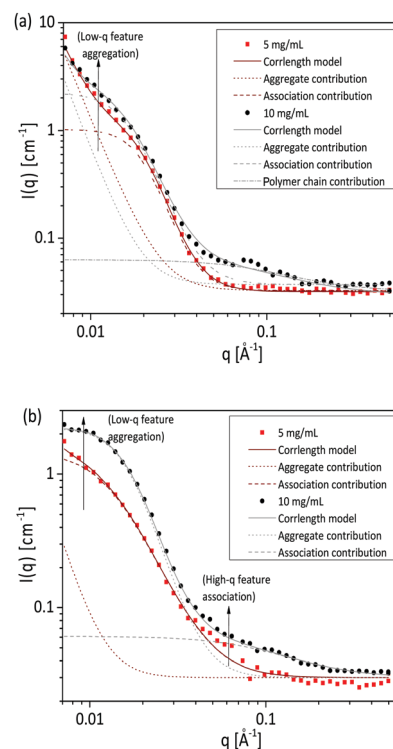 (a)
10
1
0.1
I(q) [cm⁻¹]
(Low-q feature
aggregation)
5 mg/mL
Corrlength model
Aggregate contribution
Association contribution
10 mg/mL
Corrlength model
Aggregate contribution
Association contribution
Polymer chain contribution
0.01
0.1
q [Å⁻¹]
(b)
1
0.1
I(q) [cm⁻¹]
(Low-q feature
aggregation)
5 mg/mL
Corrlength model
Aggregate contribution
Association contribution
10 mg/mL
Corrlength model
Aggregate contribution
Association contribution
(High-q feature
association)
0.01
0.1
q [Å⁻¹]